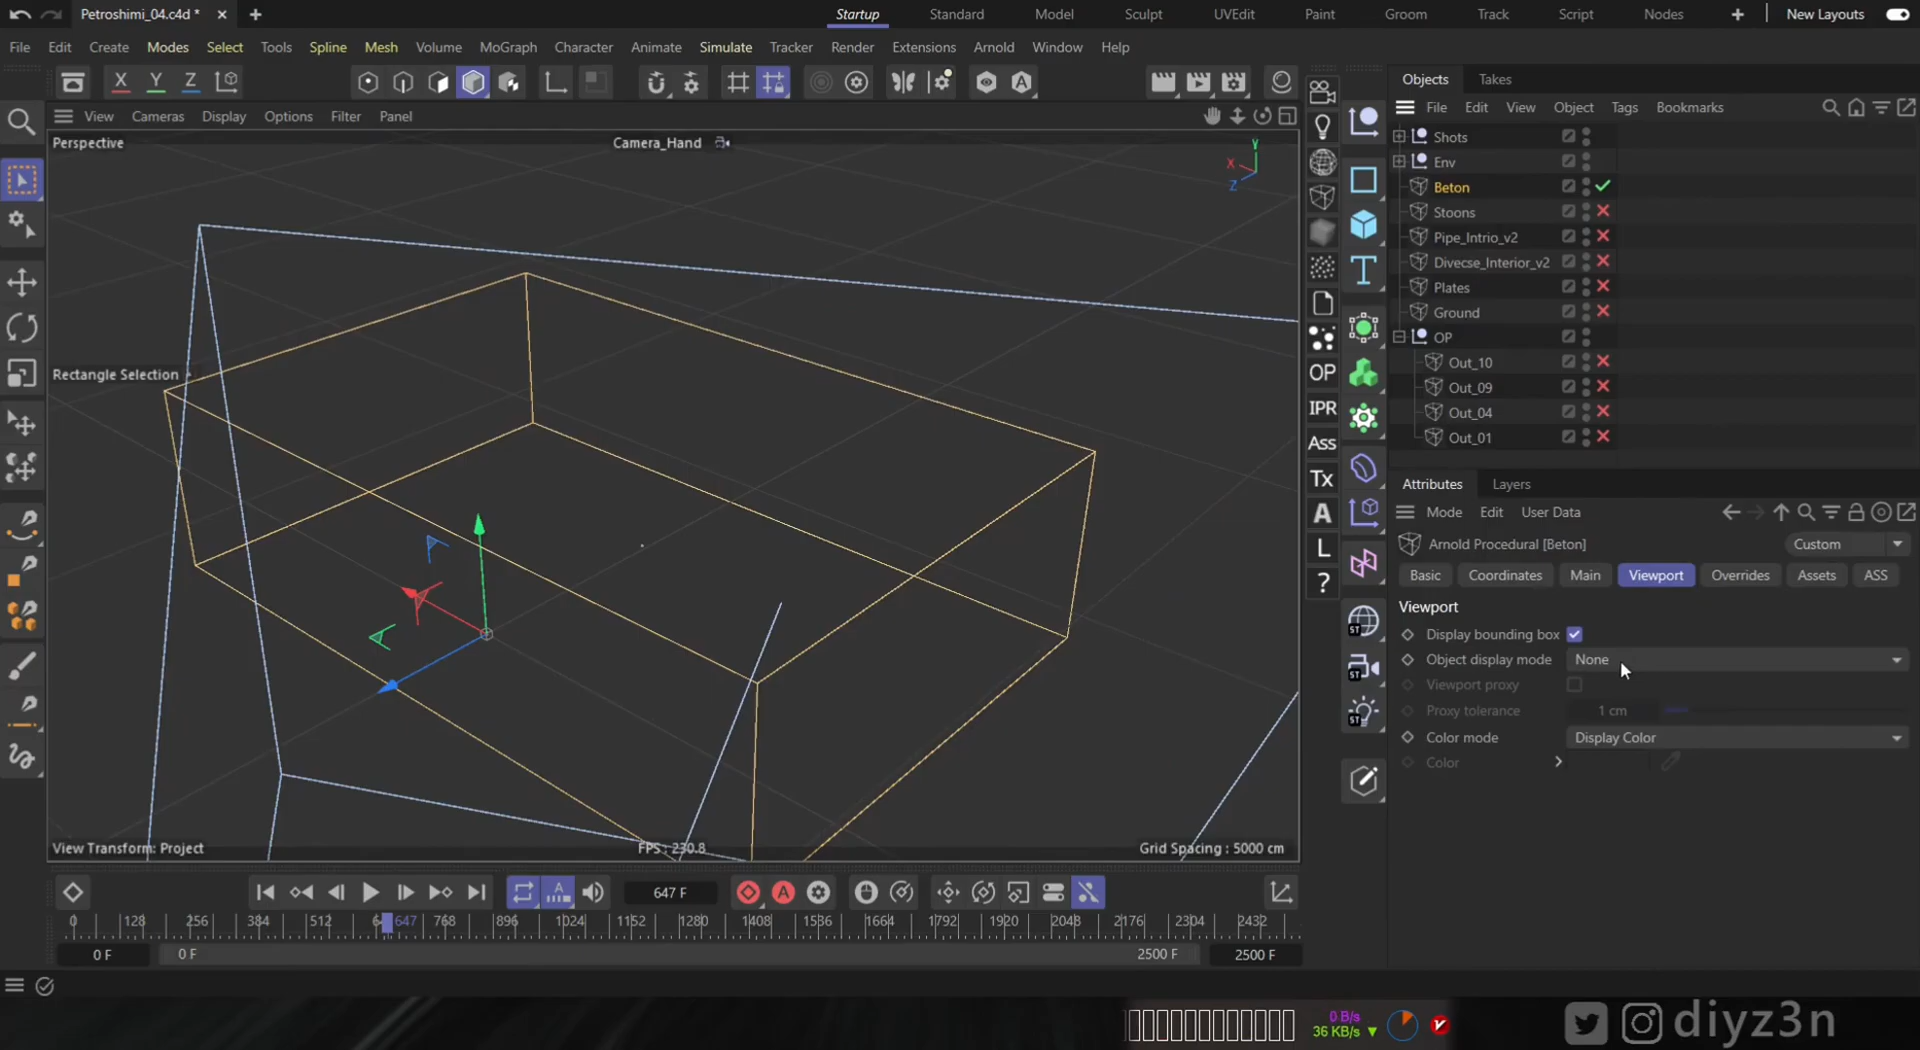 Petroshimi_04.c4d *
Startup Standard Model Sculpt UVEdit Paint Groom Track Script Nodes New Layouts
File Edit Create Modes Select Tools Spline Mesh Volume MoGraph Character Animate Simulate Tracker Render Extensions Arnold Window Help
X Y Z
Objects Takes
View Cameras Display Options Filter Panel
File Edit View Object Tags Bookmarks
Perspective
Camera_Hand
Y
X
Z
Shots
Env
Beton
Stoons
Pipe_Intrio_v2
Divecse_Interior_v2
Plates
Ground
OP
Out_10
Out_09
Out_04
Out_01
Rectangle Selection
OP
IPR
Ass
Tx
A
L
?
T
ST
ST
ST
Attributes Layers
Mode Edit User Data
Arnold Procedural [Beton]
Custom
Basic Coordinates Main Viewport Overrides Assets ASS
Viewport
Display bounding box
Object display mode None
Viewport proxy
Proxy tolerance 1 cm
Color mode Display Color
Color
View Transform: Project
FPS : 230.8
Grid Spacing : 5000 cm
647 F
0 128 256 384 512 6 647 768 896 1024 1152 1280 1408 1536 1664 1792 1920 2048 2176 2304 2432
0 F 0 F 2500 F 2500 F
0 B/s
36 KB/s
diyz3n